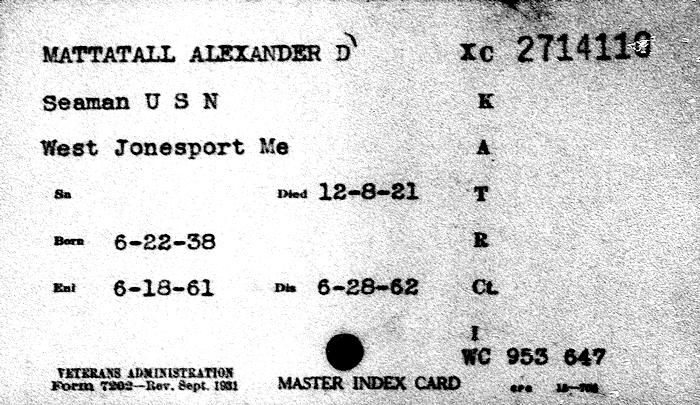 MATTATALL ALEXANDER D XC 2714110
Seaman U S N K
West Jonesport Me A
Sn Died 12-8-21 T
Born 6-22-38 R
Enl 6-18-61 Dis 6-28-62 Ct.
I
WC 953 647
VETERANS ADMINISTRATION
Form 7202—Rev. Sept. 1931 MASTER INDEX CARD GPO